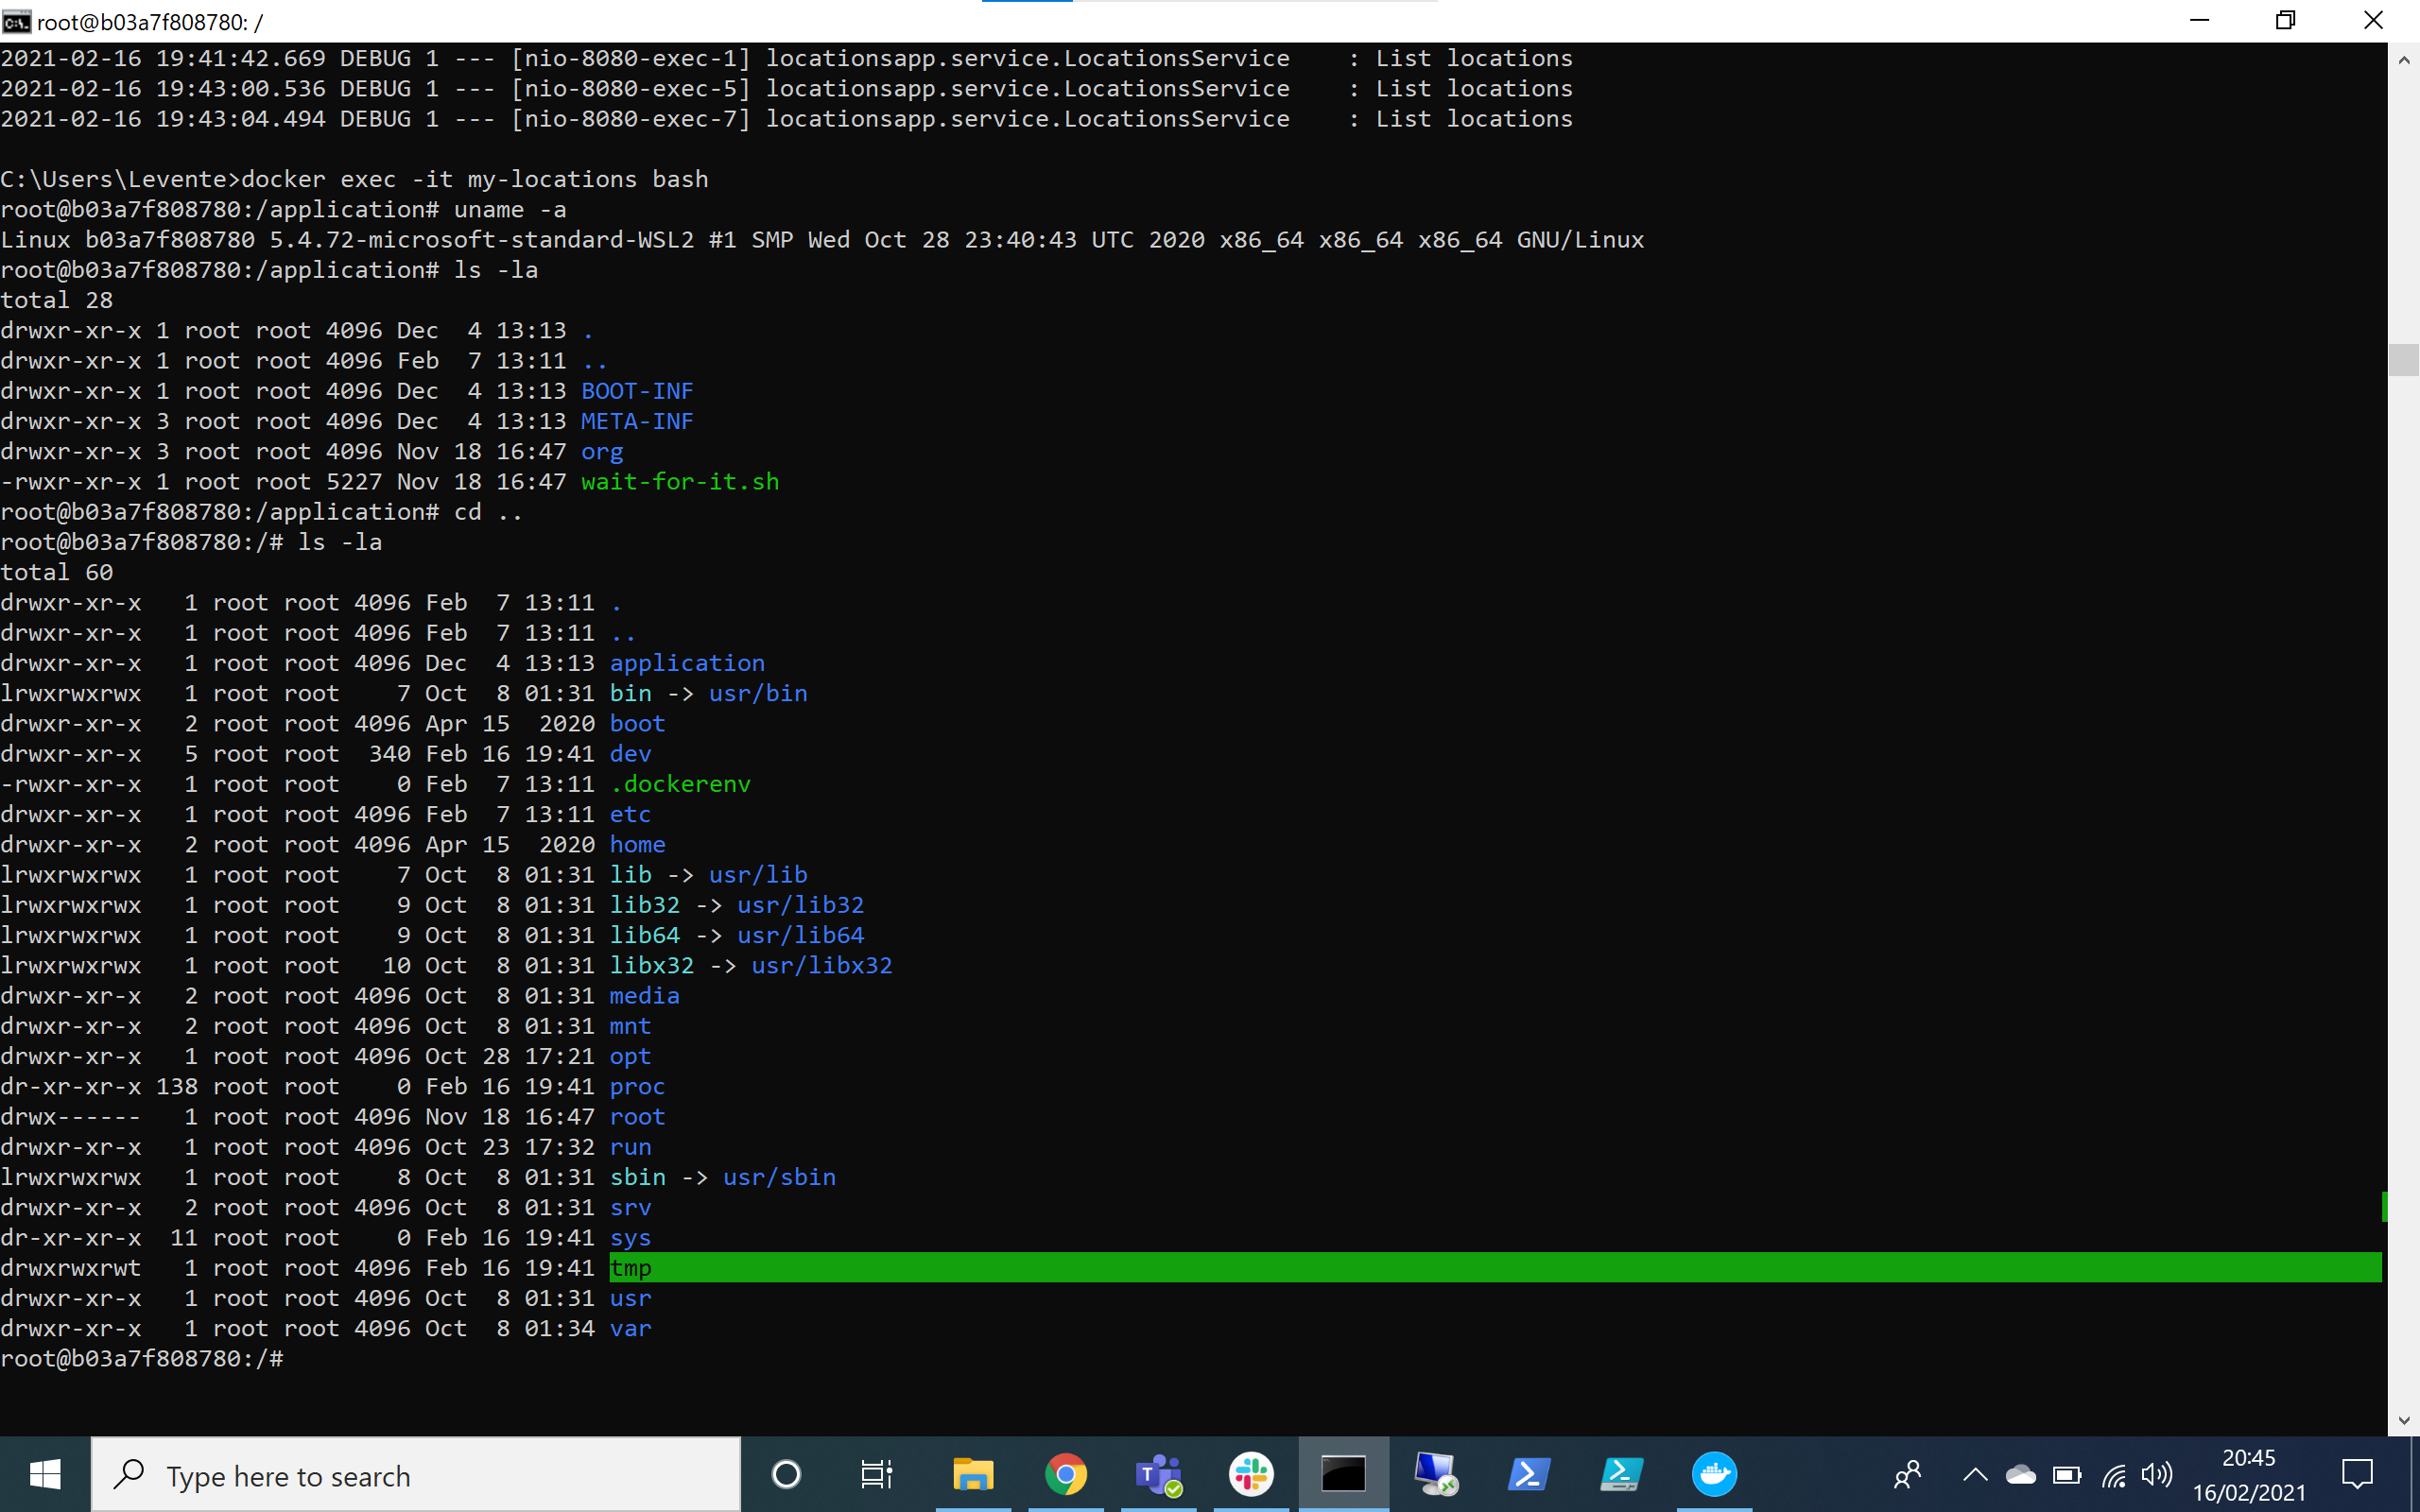 root@b03a7f808780: /
2021-02-16 19:41:42.669 DEBUG 1 --- [nio-8080-exec-1] locationsapp.service.LocationsService    : List locations
2021-02-16 19:43:00.536 DEBUG 1 --- [nio-8080-exec-5] locationsapp.service.LocationsService    : List locations
2021-02-16 19:43:04.494 DEBUG 1 --- [nio-8080-exec-7] locationsapp.service.LocationsService    : List locations
C:\Users\Levente>docker exec -it my-locations bash
root@b03a7f808780:/application# uname -a
Linux b03a7f808780 5.4.72-microsoft-standard-WSL2 #1 SMP Wed Oct 28 23:40:43 UTC 2020 x86_64 x86_64 x86_64 GNU/Linux
root@b03a7f808780:/application# ls -la
total 28
drwxr-xr-x 1 root root 4096 Dec  4 13:13 .
drwxr-xr-x 1 root root 4096 Feb  7 13:11 ..
drwxr-xr-x 1 root root 4096 Dec  4 13:13 BOOT-INF
drwxr-xr-x 3 root root 4096 Dec  4 13:13 META-INF
drwxr-xr-x 3 root root 4096 Nov 18 16:47 org
-rwxr-xr-x 1 root root 5227 Nov 18 16:47 wait-for-it.sh
root@b03a7f808780:/application# cd ..
root@b03a7f808780:/# ls -la
total 60
drwxr-xr-x   1 root root 4096 Feb  7 13:11 .
drwxr-xr-x   1 root root 4096 Feb  7 13:11 ..
drwxr-xr-x   1 root root 4096 Dec  4 13:13 application
lrwxrwxrwx   1 root root    7 Oct  8 01:31 bin -> usr/bin
drwxr-xr-x   2 root root 4096 Apr 15  2020 boot
drwxr-xr-x   5 root root  340 Feb 16 19:41 dev
-rwxr-xr-x   1 root root    0 Feb  7 13:11 .dockerenv
drwxr-xr-x   1 root root 4096 Feb  7 13:11 etc
drwxr-xr-x   2 root root 4096 Apr 15  2020 home
lrwxrwxrwx   1 root root    7 Oct  8 01:31 lib -> usr/lib
lrwxrwxrwx   1 root root    9 Oct  8 01:31 lib32 -> usr/lib32
lrwxrwxrwx   1 root root    9 Oct  8 01:31 lib64 -> usr/lib64
lrwxrwxrwx   1 root root   10 Oct  8 01:31 libx32 -> usr/libx32
drwxr-xr-x   2 root root 4096 Oct  8 01:31 media
drwxr-xr-x   2 root root 4096 Oct  8 01:31 mnt
drwxr-xr-x   1 root root 4096 Oct 28 17:21 opt
dr-xr-xr-x 138 root root    0 Feb 16 19:41 proc
drwx------   1 root root 4096 Nov 18 16:47 root
drwxr-xr-x   1 root root 4096 Oct 23 17:32 run
lrwxrwxrwx   1 root root    8 Oct  8 01:31 sbin -> usr/sbin
drwxr-xr-x   2 root root 4096 Oct  8 01:31 srv
dr-xr-xr-x  11 root root    0 Feb 16 19:41 sys
drwxrwxrwt   1 root root 4096 Feb 16 19:41 tmp
drwxr-xr-x   1 root root 4096 Oct  8 01:31 usr
drwxr-xr-x   1 root root 4096 Oct  8 01:34 var
root@b03a7f808780:/#
Type here to search
20:45
16/02/2021